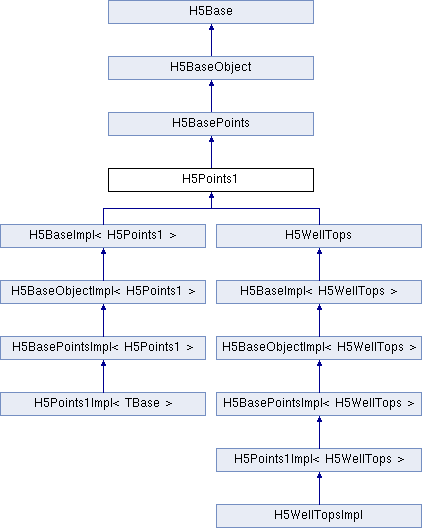 H5Base
H5BaseObject
H5BasePoints
H5Points1
H5BaseImpl< H5Points1 >
H5WellTops
H5BaseObjectImpl< H5Points1 >
H5BaseImpl< H5WellTops >
H5BasePointsImpl< H5Points1 >
H5BaseObjectImpl< H5WellTops >
H5Points1Impl< TBase >
H5BasePointsImpl< H5WellTops >
H5Points1Impl< H5WellTops >
H5WellTopsImpl